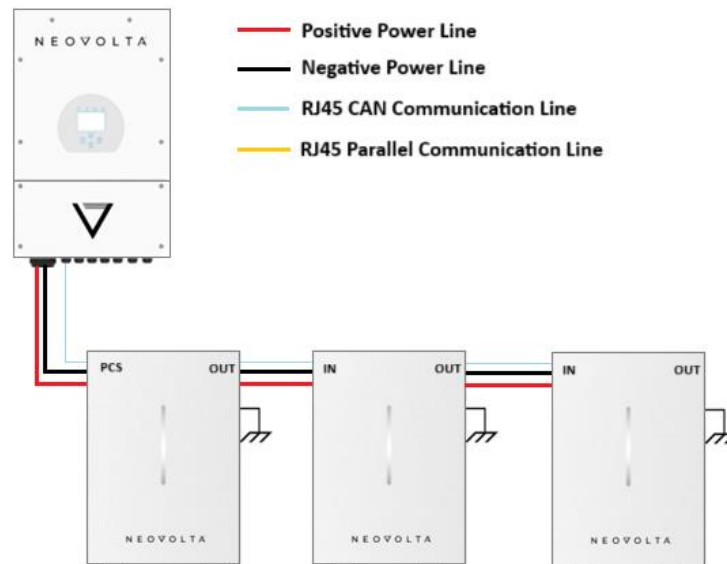 NEOVOLTA
Positive Power Line
Negative Power Line
RJ45 CAN Communication Line
RJ45 Parallel Communication Line
PCS OUT IN OUT IN OUT
NEOVOLTA NEOVOLTA NEOVOLTA